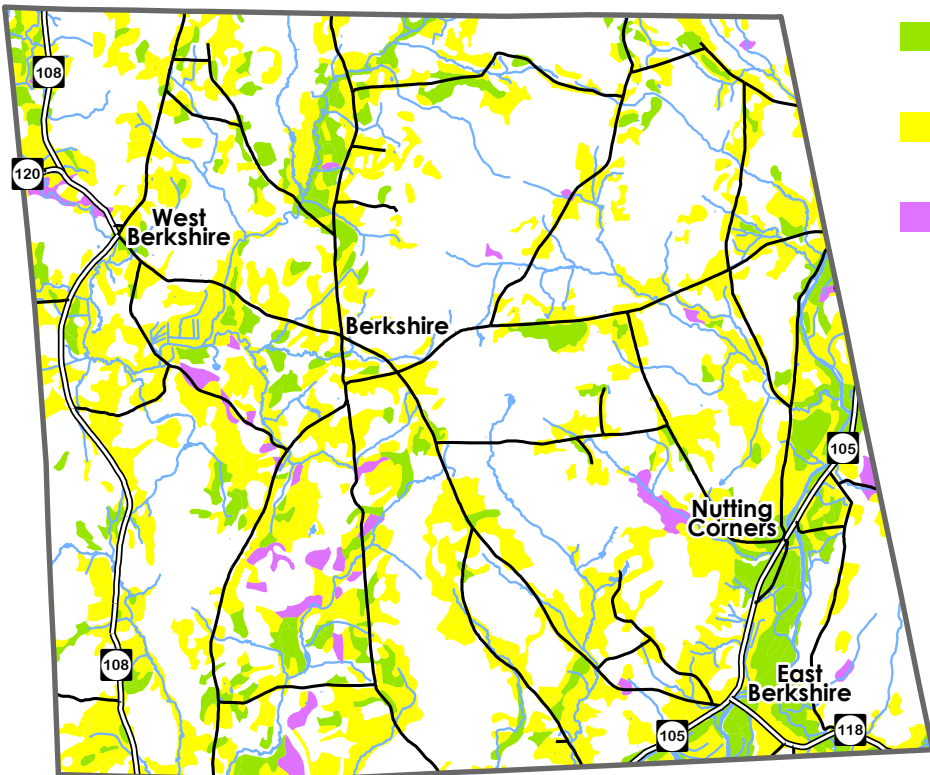 108
120
West
Berkshire
Berkshire
105
Nutting
Corners
108
East
Berkshire
105
118